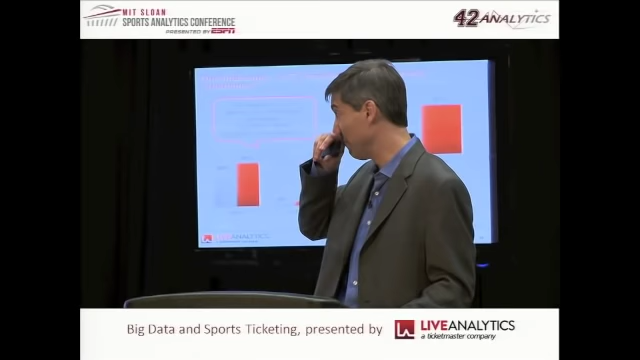 MIT SLOAN
SPORTS ANALYTICS CONFERENCE
PRESENTED BY ESPN
42 ANALYTICS
LIVEANALYTICS
Big Data and Sports Ticketing, presented by
LIVEANALYTICS
a ticketmaster company